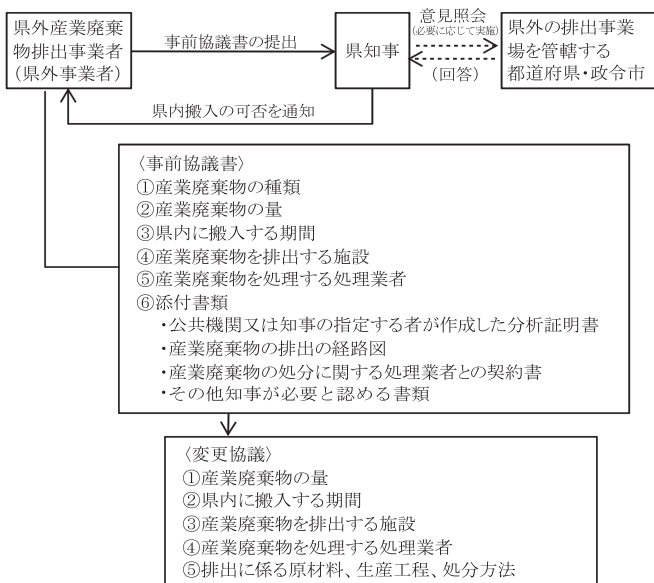 県外産業廃棄
物排出事業者
(県外事業者)
事前協議書の提出
県知事
意見照会
(必要に応じて実施)
(回答)
県外の排出事業
場を管轄する
都道府県・政令市
県内搬入の可否を通知
〈事前協議書〉
①産業廃棄物の種類
②産業廃棄物の量
③県内に搬入する期間
④産業廃棄物を排出する施設
⑤産業廃棄物を処理する処理業者
⑥添付書類
・公共機関又は知事の指定する者が作成した分析証明書
・産業廃棄物の排出の経路図
・産業廃棄物の処分に関する処理業者との契約書
・その他知事が必要と認める書類
〈変更協議〉
①産業廃棄物の量
②県内に搬入する期間
③産業廃棄物を排出する施設
④産業廃棄物を処理する処理業者
⑤排出に係る原材料、生産工程、処分方法